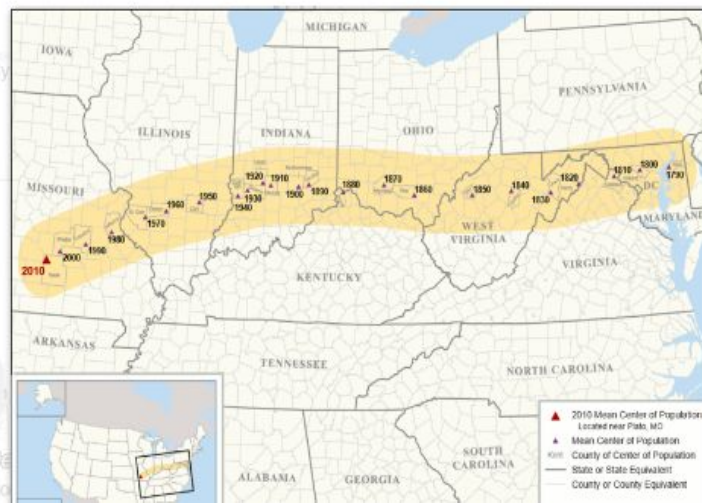 MICHIGAN
IOWA
PENNSYLVANIA
ILLINOIS
INDIANA
OHIO
MISSOURI
1790
1800
1810
1820
1830
1840
1850
1860
1870
1880
1890
1900
1910
1920
1930
1940
1950
1960
1970
1980
1990
2000
2010
DC
MARYLAND
WEST
VIRGINIA
VIRGINIA
KENTUCKY
ARKANSAS
TENNESSEE
NORTH CAROLINA
ALABAMA
GEORGIA
SOUTH
CAROLINA
2010 Mean Center of Population
Located near Plato, MO
Mean Center of Population
Kent
County of Center of Population
State or State Equivalent
County or County Equivalent